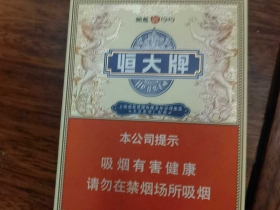 恒大牌
本公司提示
吸烟有害健康
请勿在禁烟场所吸烟